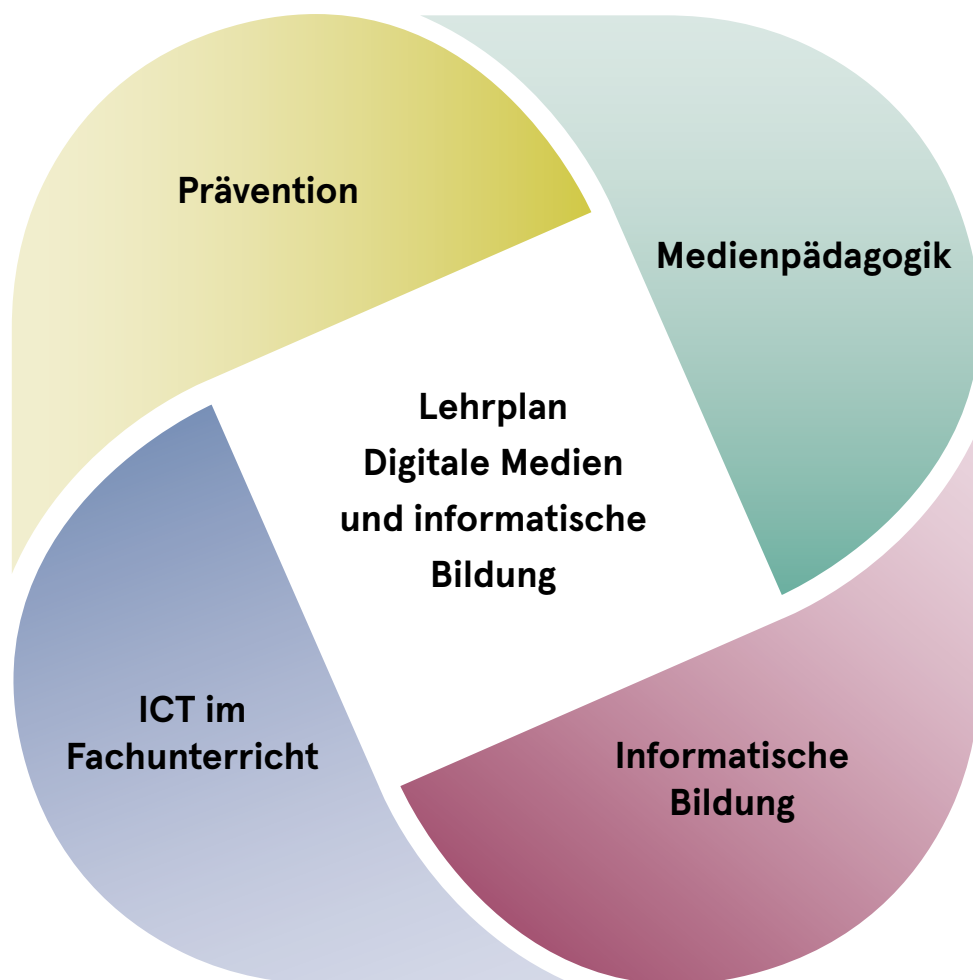 Prävention
Medienpädagogik
Lehrplan
Digitale Medien
und informatische
Bildung
ICT im
Fachunterricht
Informatische
Bildung